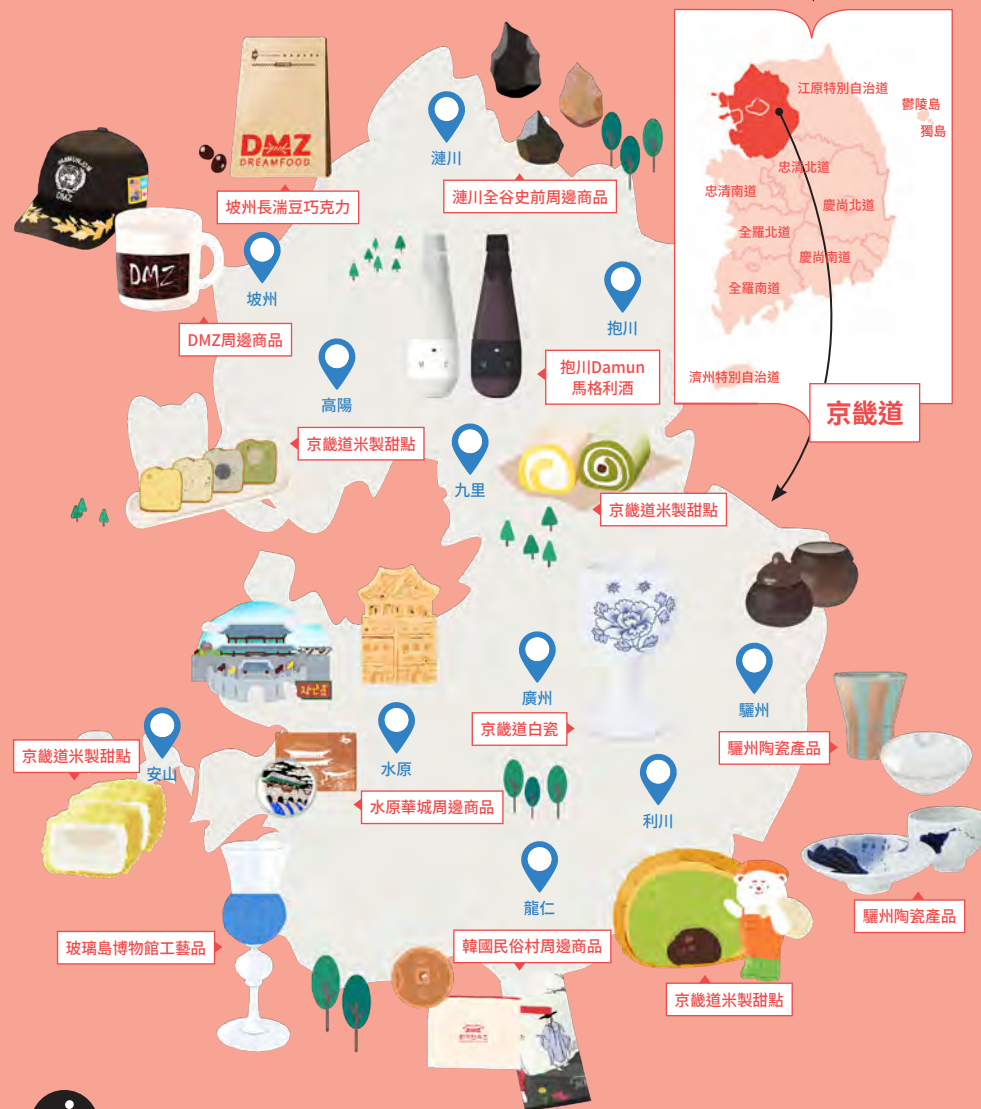 江原特別自治道
鬱陵島
獨島
忠清北道
忠清南道
慶尚北道
全羅北道
慶尚南道
全羅南道
濟州特別自治道
京畿道
DMZ
DREAMFOOD
漣川
坡州長湍豆巧克力
漣川全谷史前周邊商品
DMZ
DMZ
坡州
抱川
DMZ周邊商品
抱川Damun
馬格利酒
高陽
京畿道米製甜點
九里
京畿道米製甜點
장안문
廣州
京畿道白瓷
驪州
驪州陶瓷產品
京畿道米製甜點
安山
水原
水原華城周邊商品
利川
龍仁
驪州陶瓷產品
玻璃島博物館工藝品
韓國民俗村周邊商品
京畿道米製甜點